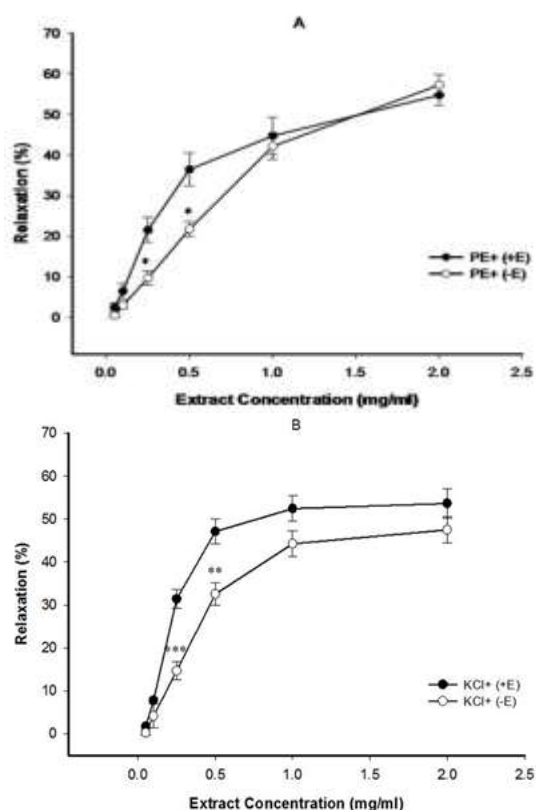 A
70
60
50
40
30
20
10
0
Relaxation (%)
*
*
PE+ (+E)
PE+ (-E)
0.0 0.5 1.0 1.5 2.0 2.5
Extract Concentration (mg/ml)
B
70
60
50
40
30
20
10
0
Relaxation (%)
**
***
KCl+ (+E)
KCl+ (-E)
0.0 0.5 1.0 1.5 2.0 2.5
Extract Concentration (mg/ml)